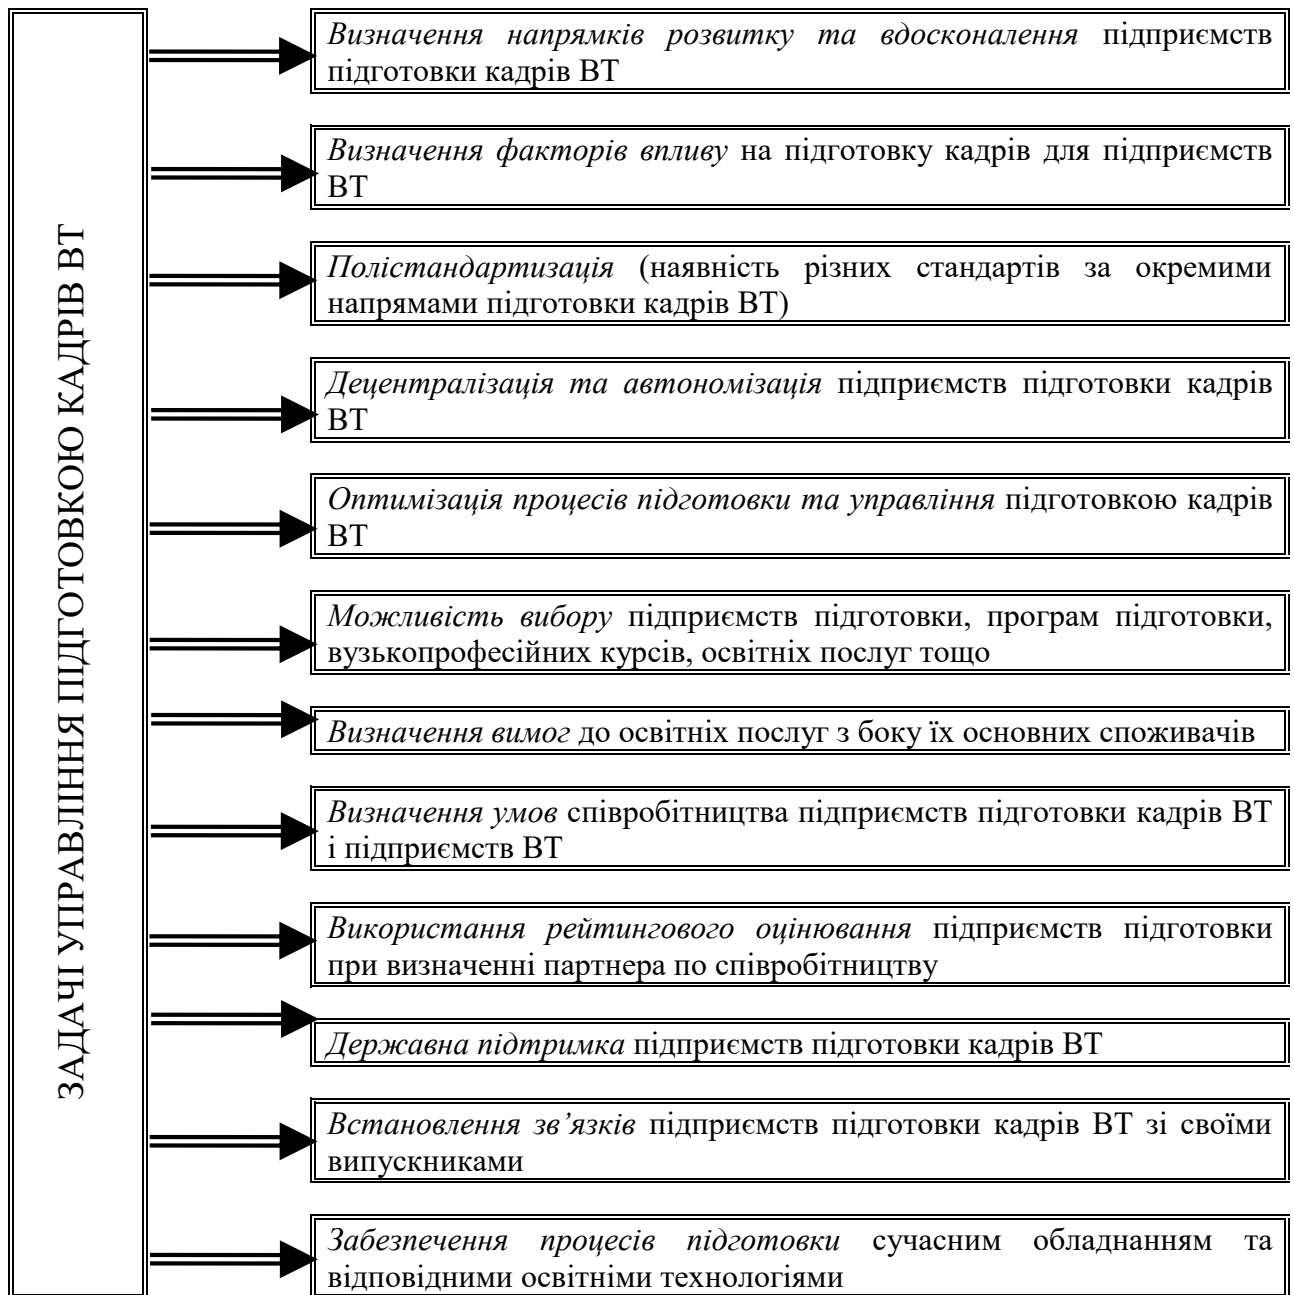 ЗАДАЧІ УПРАВЛІННЯ ПІДГОТОВКОЮ КАДРІВ ВТ
Визначення напрямків розвитку та вдосконалення підприємств
підготовки кадрів ВТ
Визначення факторів впливу на підготовку кадрів для підприємств
ВТ
Полістандартизація (наявність різних стандартів за окремими
напрямами підготовки кадрів ВТ)
Децентралізація та автономізація підприємств підготовки кадрів
ВТ
Оптимізація процесів підготовки та управління підготовкою кадрів
ВТ
Можливість вибору підприємств підготовки, програм підготовки,
вузькопрофесійних курсів, освітніх послуг тощо
Визначення вимог до освітніх послуг з боку їх основних споживачів
Визначення умов співробітництва підприємств підготовки кадрів ВТ
і підприємств ВТ
Використання рейтингового оцінювання підприємств підготовки
при визначенні партнера по співробітництву
Державна підтримка підприємств підготовки кадрів ВТ
Встановлення зв’язків підприємств підготовки кадрів ВТ зі своїми
випускниками
Забезпечення процесів підготовки сучасним обладнанням та
відповідними освітніми технологіями